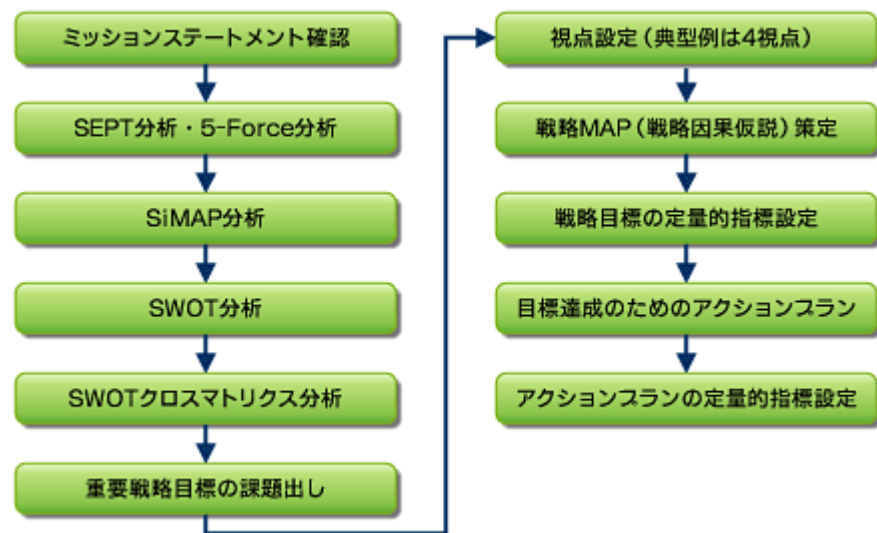 ミッションステートメント確認
SEPT分析・5-Force分析
SiMAP分析
SWOT分析
SWOTクロスマトリクス分析
重要戦略目標の課題出し
視点設定（典型例は4視点）
戦略MAP（戦略因果仮説）策定
戦略目標の定量的指標設定
目標達成のためのアクションプラン
アクションプランの定量的指標設定